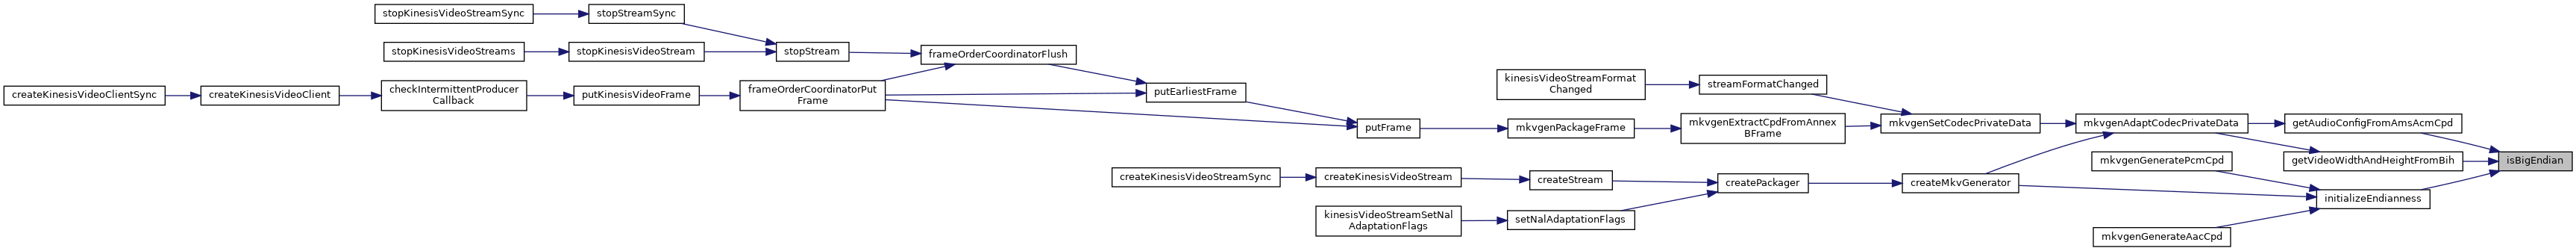 stopKinesisVideoStreamSync
stopStreamSync
stopKinesisVideoStreams
stopKinesisVideoStream
stopStream
frameOrderCoordinatorFlush
createKinesisVideoClientSync
createKinesisVideoClient
checkIntermittentProducer
Callback
putKinesisVideoFrame
frameOrderCoordinatorPut
Frame
putEarliestFrame
putFrame
kinesisVideoStreamFormat
Changed
streamFormatChanged
mkvgenPackageFrame
mkvgenExtractCpdFromAnnex
BFrame
mkvgenSetCodecPrivateData
mkvgenAdaptCodecPrivateData
getAudioConfigFromAmsAcmCpd
mkvgenGeneratePcmCpd
getVideoWidthAndHeightFromBih
isBigEndian
createKinesisVideoStreamSync
createKinesisVideoStream
createStream
createPackager
createMkvGenerator
initializeEndianness
kinesisVideoStreamSetNal
AdaptationFlags
setNalAdaptationFlags
mkvgenGenerateAacCpd